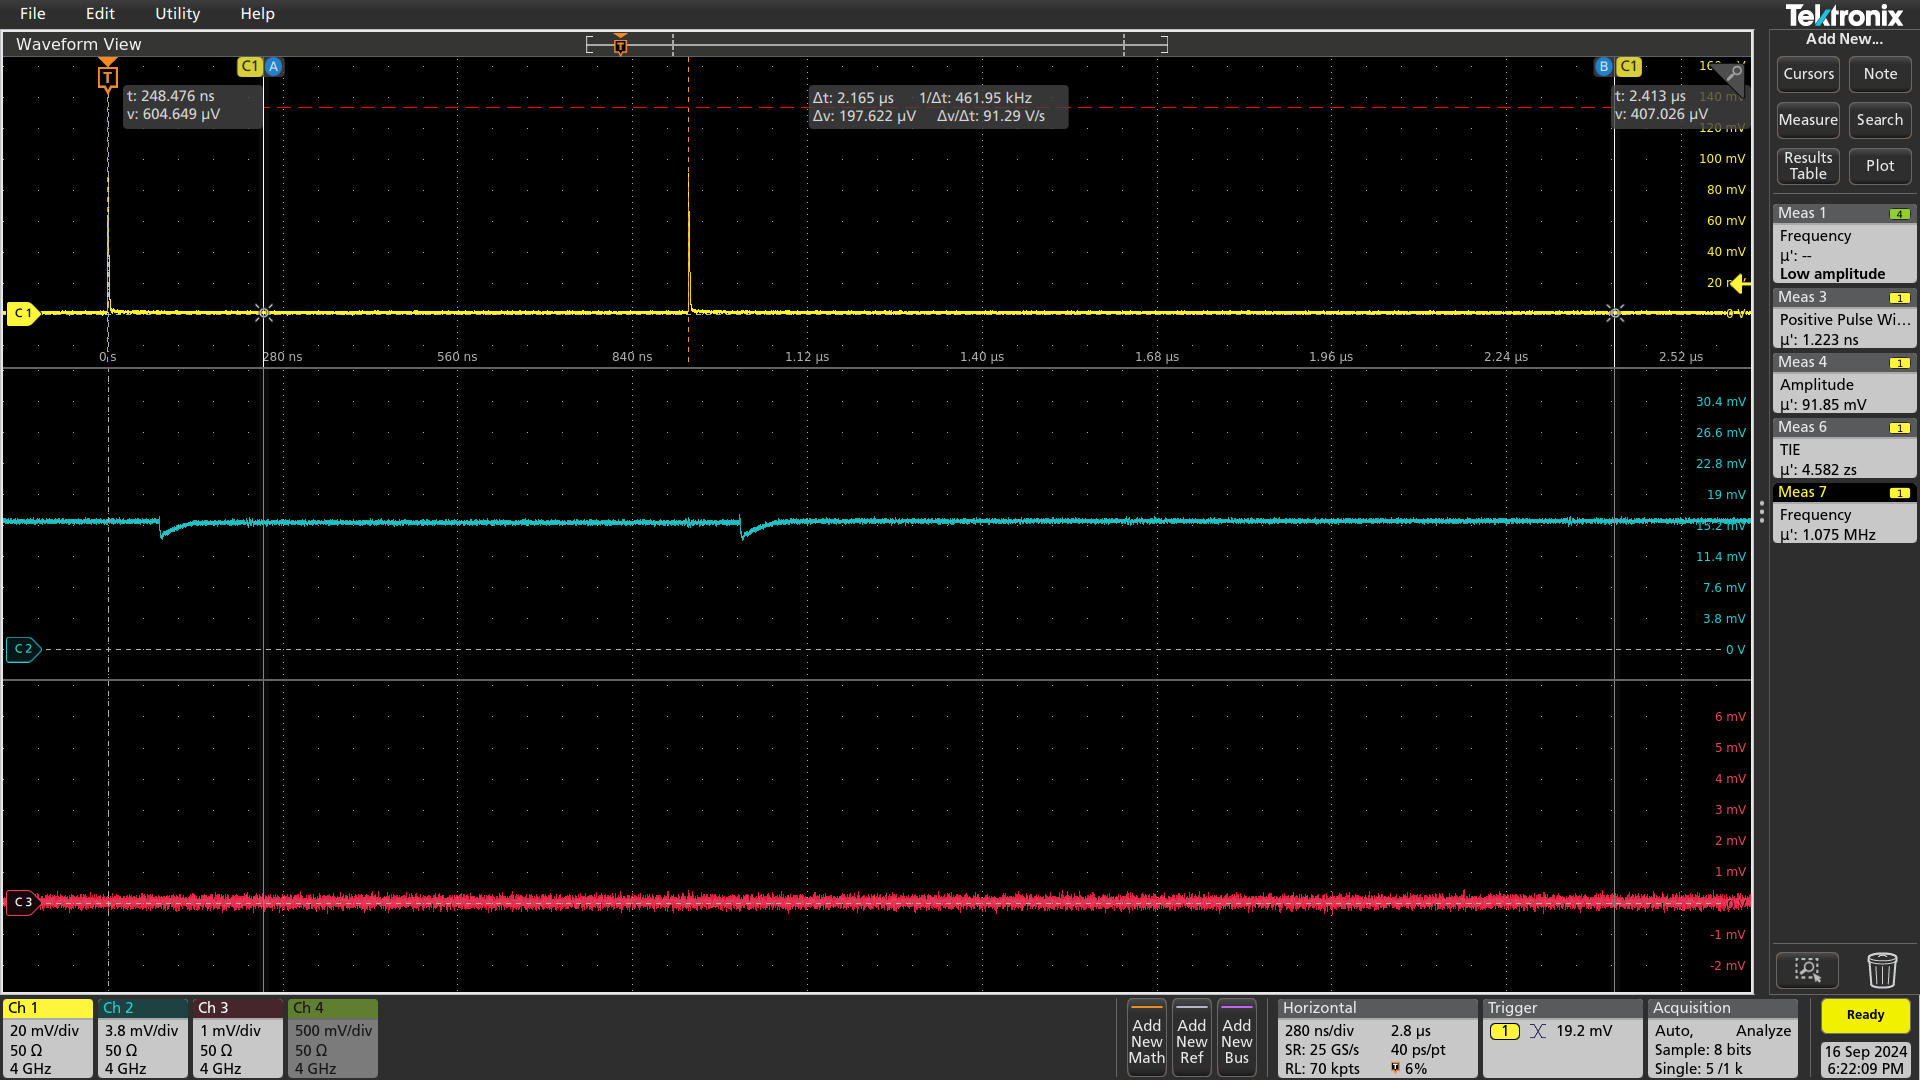 File Edit Utility Help
Tektronix
Waveform View
Add New...
T
C1 A
B C1
t: 248.476 ns
v: 604.649 µV
Δt: 2.165 µs 1/Δt: 461.95 kHz
Δv: 197.622 µV Δv/Δt: 91.29 V/s
t: 2.413 µs
v: 407.026 µV
140 mV
120 mV
100 mV
80 mV
60 mV
40 mV
20
0 V
C 1
0 s 280 ns 560 ns 840 ns 1.12 µs 1.40 µs 1.68 µs 1.96 µs 2.24 µs 2.52 µs
30.4 mV
26.6 mV
22.8 mV
19 mV
15.2 mV
11.4 mV
7.6 mV
3.8 mV
C 2
0 V
6 mV
5 mV
4 mV
3 mV
2 mV
1 mV
C 3
0 V
-1 mV
-2 mV
Cursors Note
Measure Search
Results Table Plot
Meas 1 4
Frequency
µ': --
Low amplitude
Meas 3 1
Positive Pulse Wi...
µ': 1.223 ns
Meas 4 1
Amplitude
µ': 91.85 mV
Meas 6 1
TIE
µ': 4.582 zs
Meas 7 1
Frequency
µ': 1.075 MHz
Ch 1
20 mV/div
50 Ω
4 GHz
Ch 2
3.8 mV/div
50 Ω
4 GHz
Ch 3
1 mV/div
50 Ω
4 GHz
Ch 4
500 mV/div
50 Ω
4 GHz
Add New Math
Add New Ref
Add New Bus
Horizontal
280 ns/div 2.8 µs
SR: 25 GS/s 40 ps/pt
RL: 70 kpts T 6%
Trigger
1 19.2 mV
Acquisition
Auto, Analyze
Sample: 8 bits
Single: 5 /1 k
Ready
16 Sep 2024
6:22:09 PM